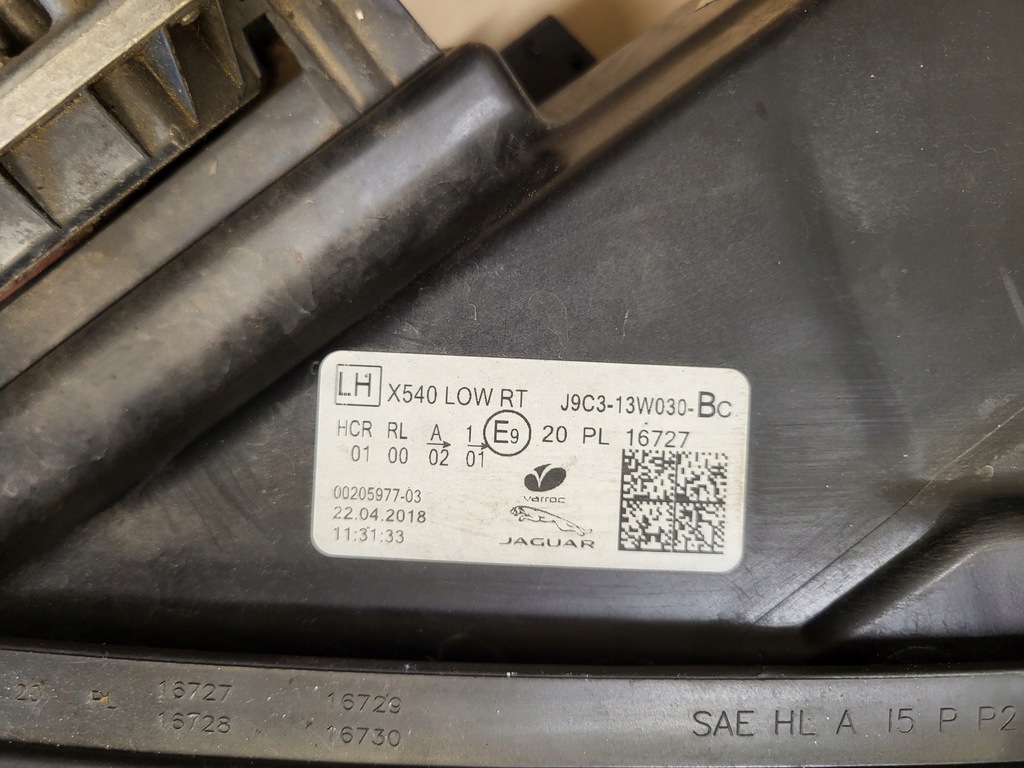 LH X540 LOW RT J9C3-13W030-BC
HCR RL A 1 E9 20 PL 16727
01 00 02 01
00205977-03
22.04.2018
11:31:33
varroc
JAGUAR
20 PL 16727 16729
16728 16730
SAE HL A I5 P P2